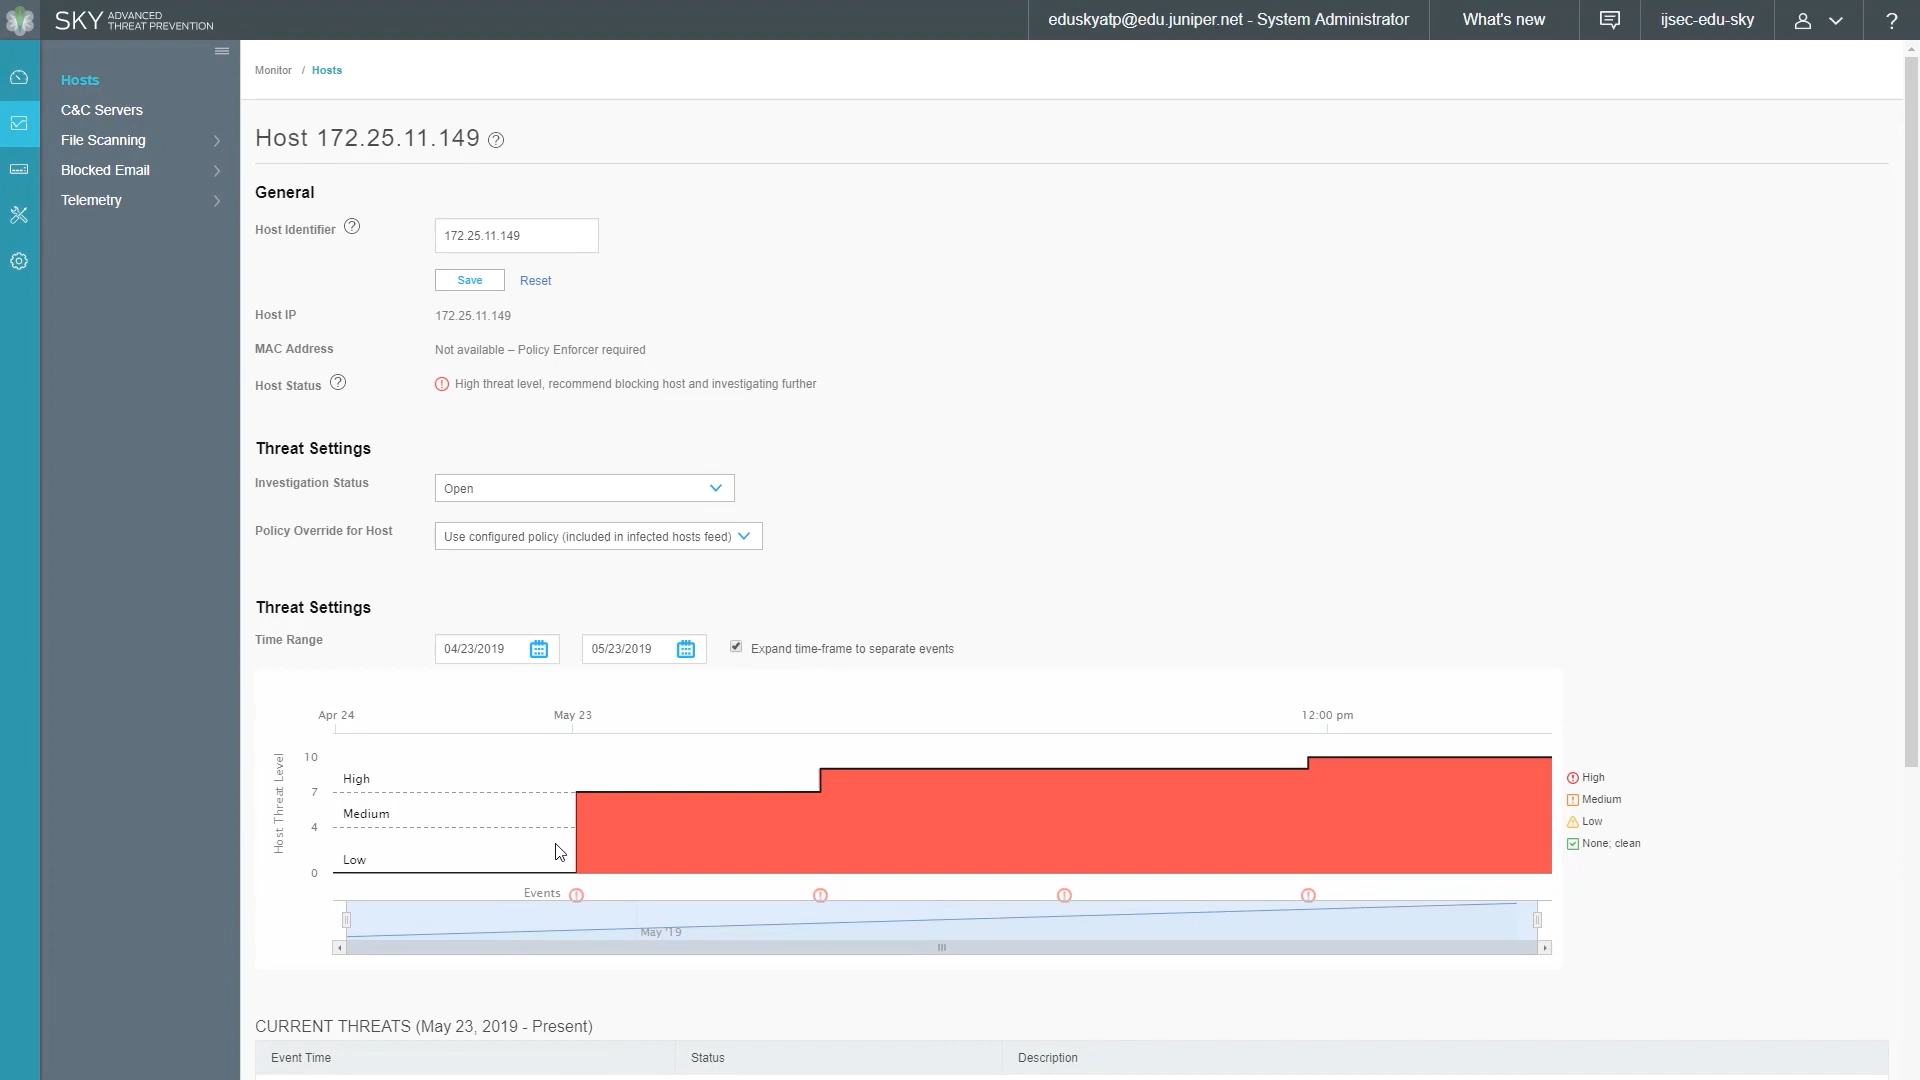 SKY ADVANCED THREAT PREVENTION
eduskyatp@edu.juniper.net - System Administrator
What's new
ijsec-edu-sky
?
Hosts
C&C Servers
File Scanning
Blocked Email
Telemetry
Monitor / Hosts
Host 172.25.11.149 ?
General
Host Identifier ? 172.25.11.149
Save Reset
Host IP 172.25.11.149
MAC Address Not available – Policy Enforcer required
Host Status ? High threat level, recommend blocking host and investigating further
Threat Settings
Investigation Status Open
Policy Override for Host Use configured policy (included in infected hosts feed)
Threat Settings
Time Range 04/23/2019 05/23/2019 Expand time-frame to separate events
Apr 24 May 23 12:00 pm
Host Threat Level
10
High
7
Medium
4
Low
0
High
Medium
Low
None; clean
Events
May '19
CURRENT THREATS (May 23, 2019 - Present)
Event Time Status Description